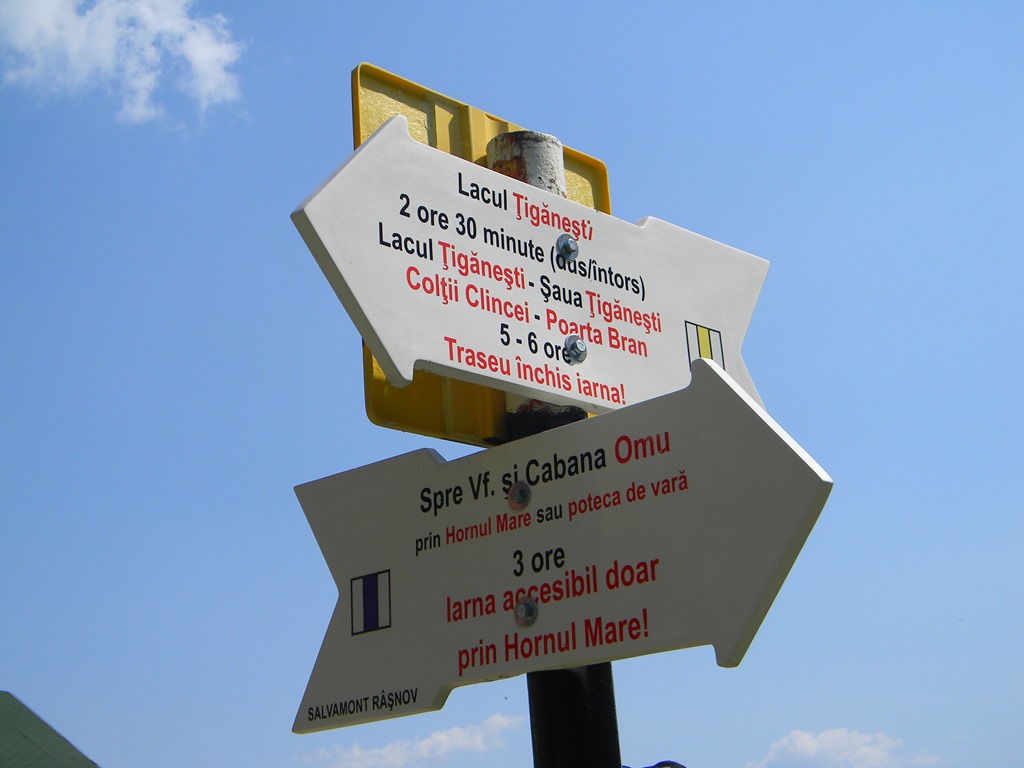 Lacul Ţigăneşti
2 ore 30 minute (dus/întors)
Lacul Ţigăneşti - Şaua Ţigăneşti
Colţii Clincei - Poarta Bran
5 - 6 ore
Traseu închis iarna!
Spre Vf. şi Cabana Omu
prin Hornul Mare sau poteca de vară
3 ore
Iarna accesibil doar
prin Hornul Mare!
SALVAMONT RÂŞNOV